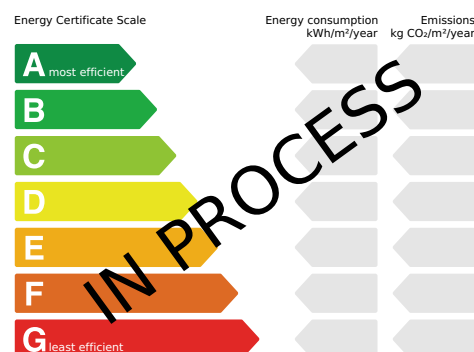 Energy Certificate Scale
Energy consumption
kWh/m²/year
Emissions
kg CO₂/m²/year
A most efficient
B
C
D
E
F
G least efficient
IN PROCESS